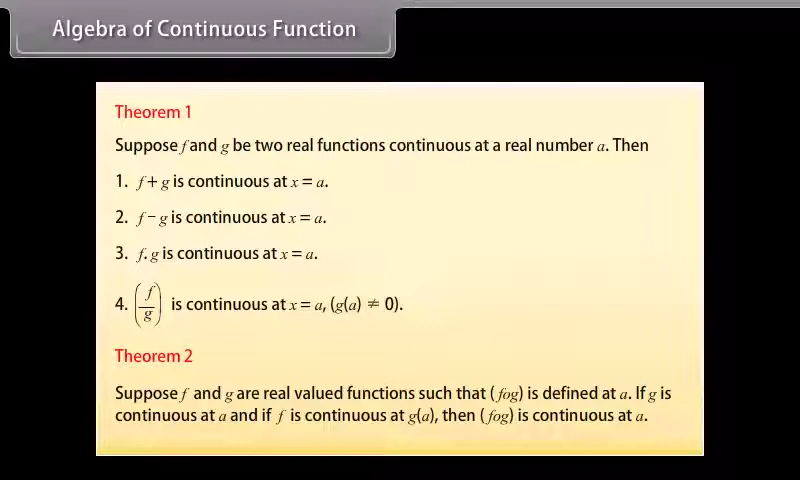 Algebra of Continuous Function
Theorem 1
Suppose f and g be two real functions continuous at a real number a. Then
1. f + g is continuous at x = a.
2. f − g is continuous at x = a.
3. f. g is continuous at x = a.
4. (f/g) is continuous at x = a, (g(a) ≠ 0).
Theorem 2
Suppose f and g are real valued functions such that (fog) is defined at a. If g is
continuous at a and if f is continuous at g(a), then (fog) is continuous at a.